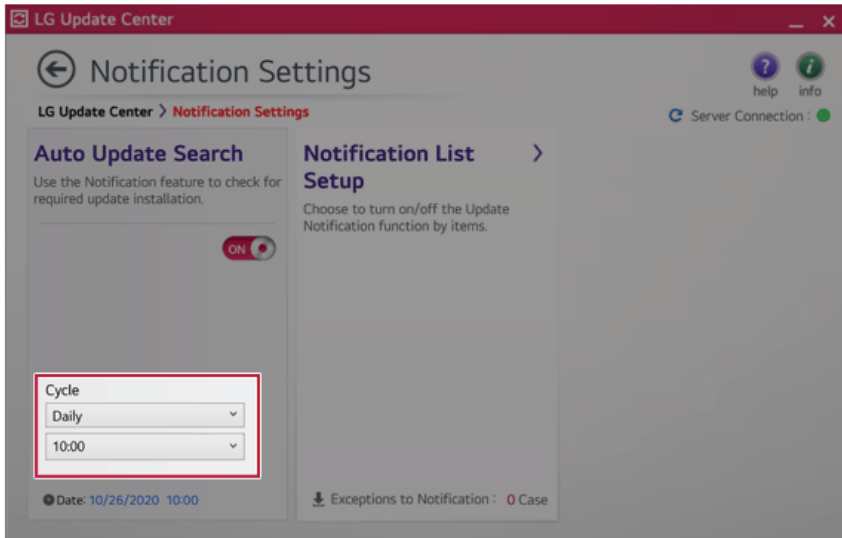 LG Update Center
Notification Settings
help
info
LG Update Center > Notification Settings
Server Connection :
Auto Update Search
Use the Notification feature to check for
required update installation.
ON
Cycle
Daily
10:00
Date: 10/26/2020 10:00
Notification List
Setup
Choose to turn on/off the Update
Notification function by items.
Exceptions to Notification : 0 Case